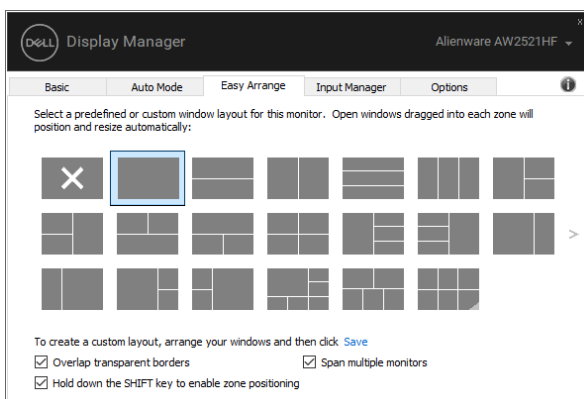 x
DELL Display Manager Alienware AW2521HF
Basic Auto Mode Easy Arrange Input Manager Options
Select a predefined or custom window layout for this monitor. Open windows dragged into each zone will
position and resize automatically:
>
To create a custom layout, arrange your windows and then click Save
Overlap transparent borders Span multiple monitors
Hold down the SHIFT key to enable zone positioning